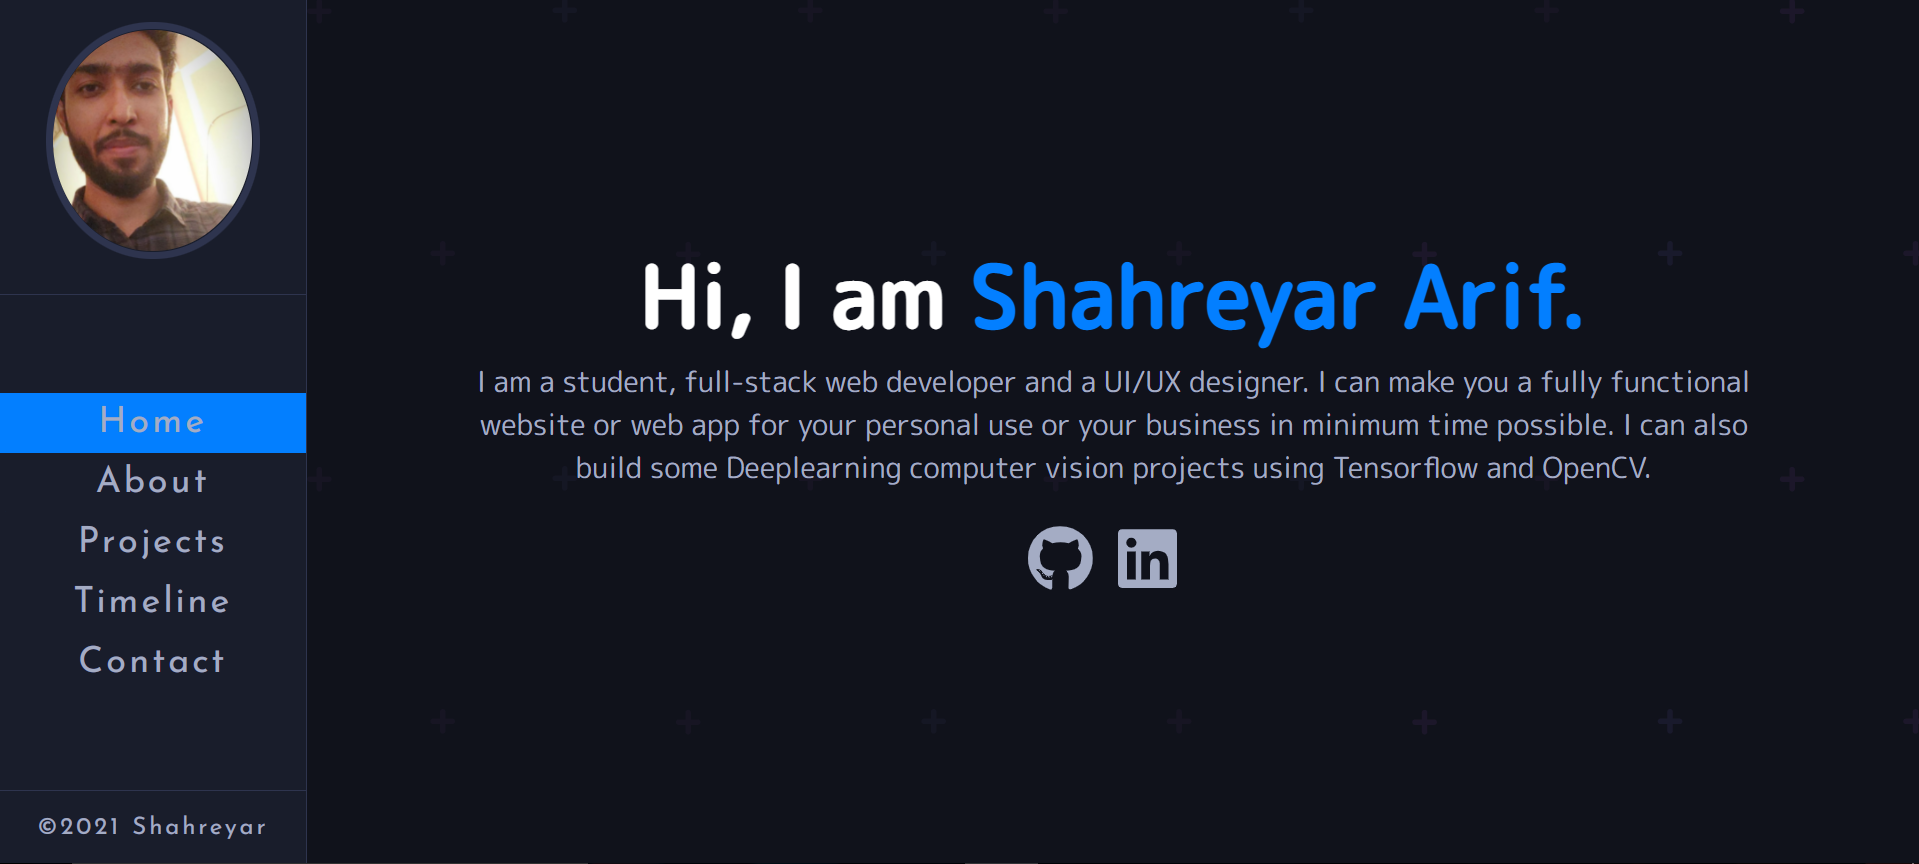 Home
About
Projects
Timeline
Contact
©2021 Shahreyar
Hi, I am Shahreyar Arif.
I am a student, full-stack web developer and a UI/UX designer. I can make you a fully functional
website or web app for your personal use or your business in minimum time possible. I can also
build some Deeplearning computer vision projects using Tensorflow and OpenCV.
in